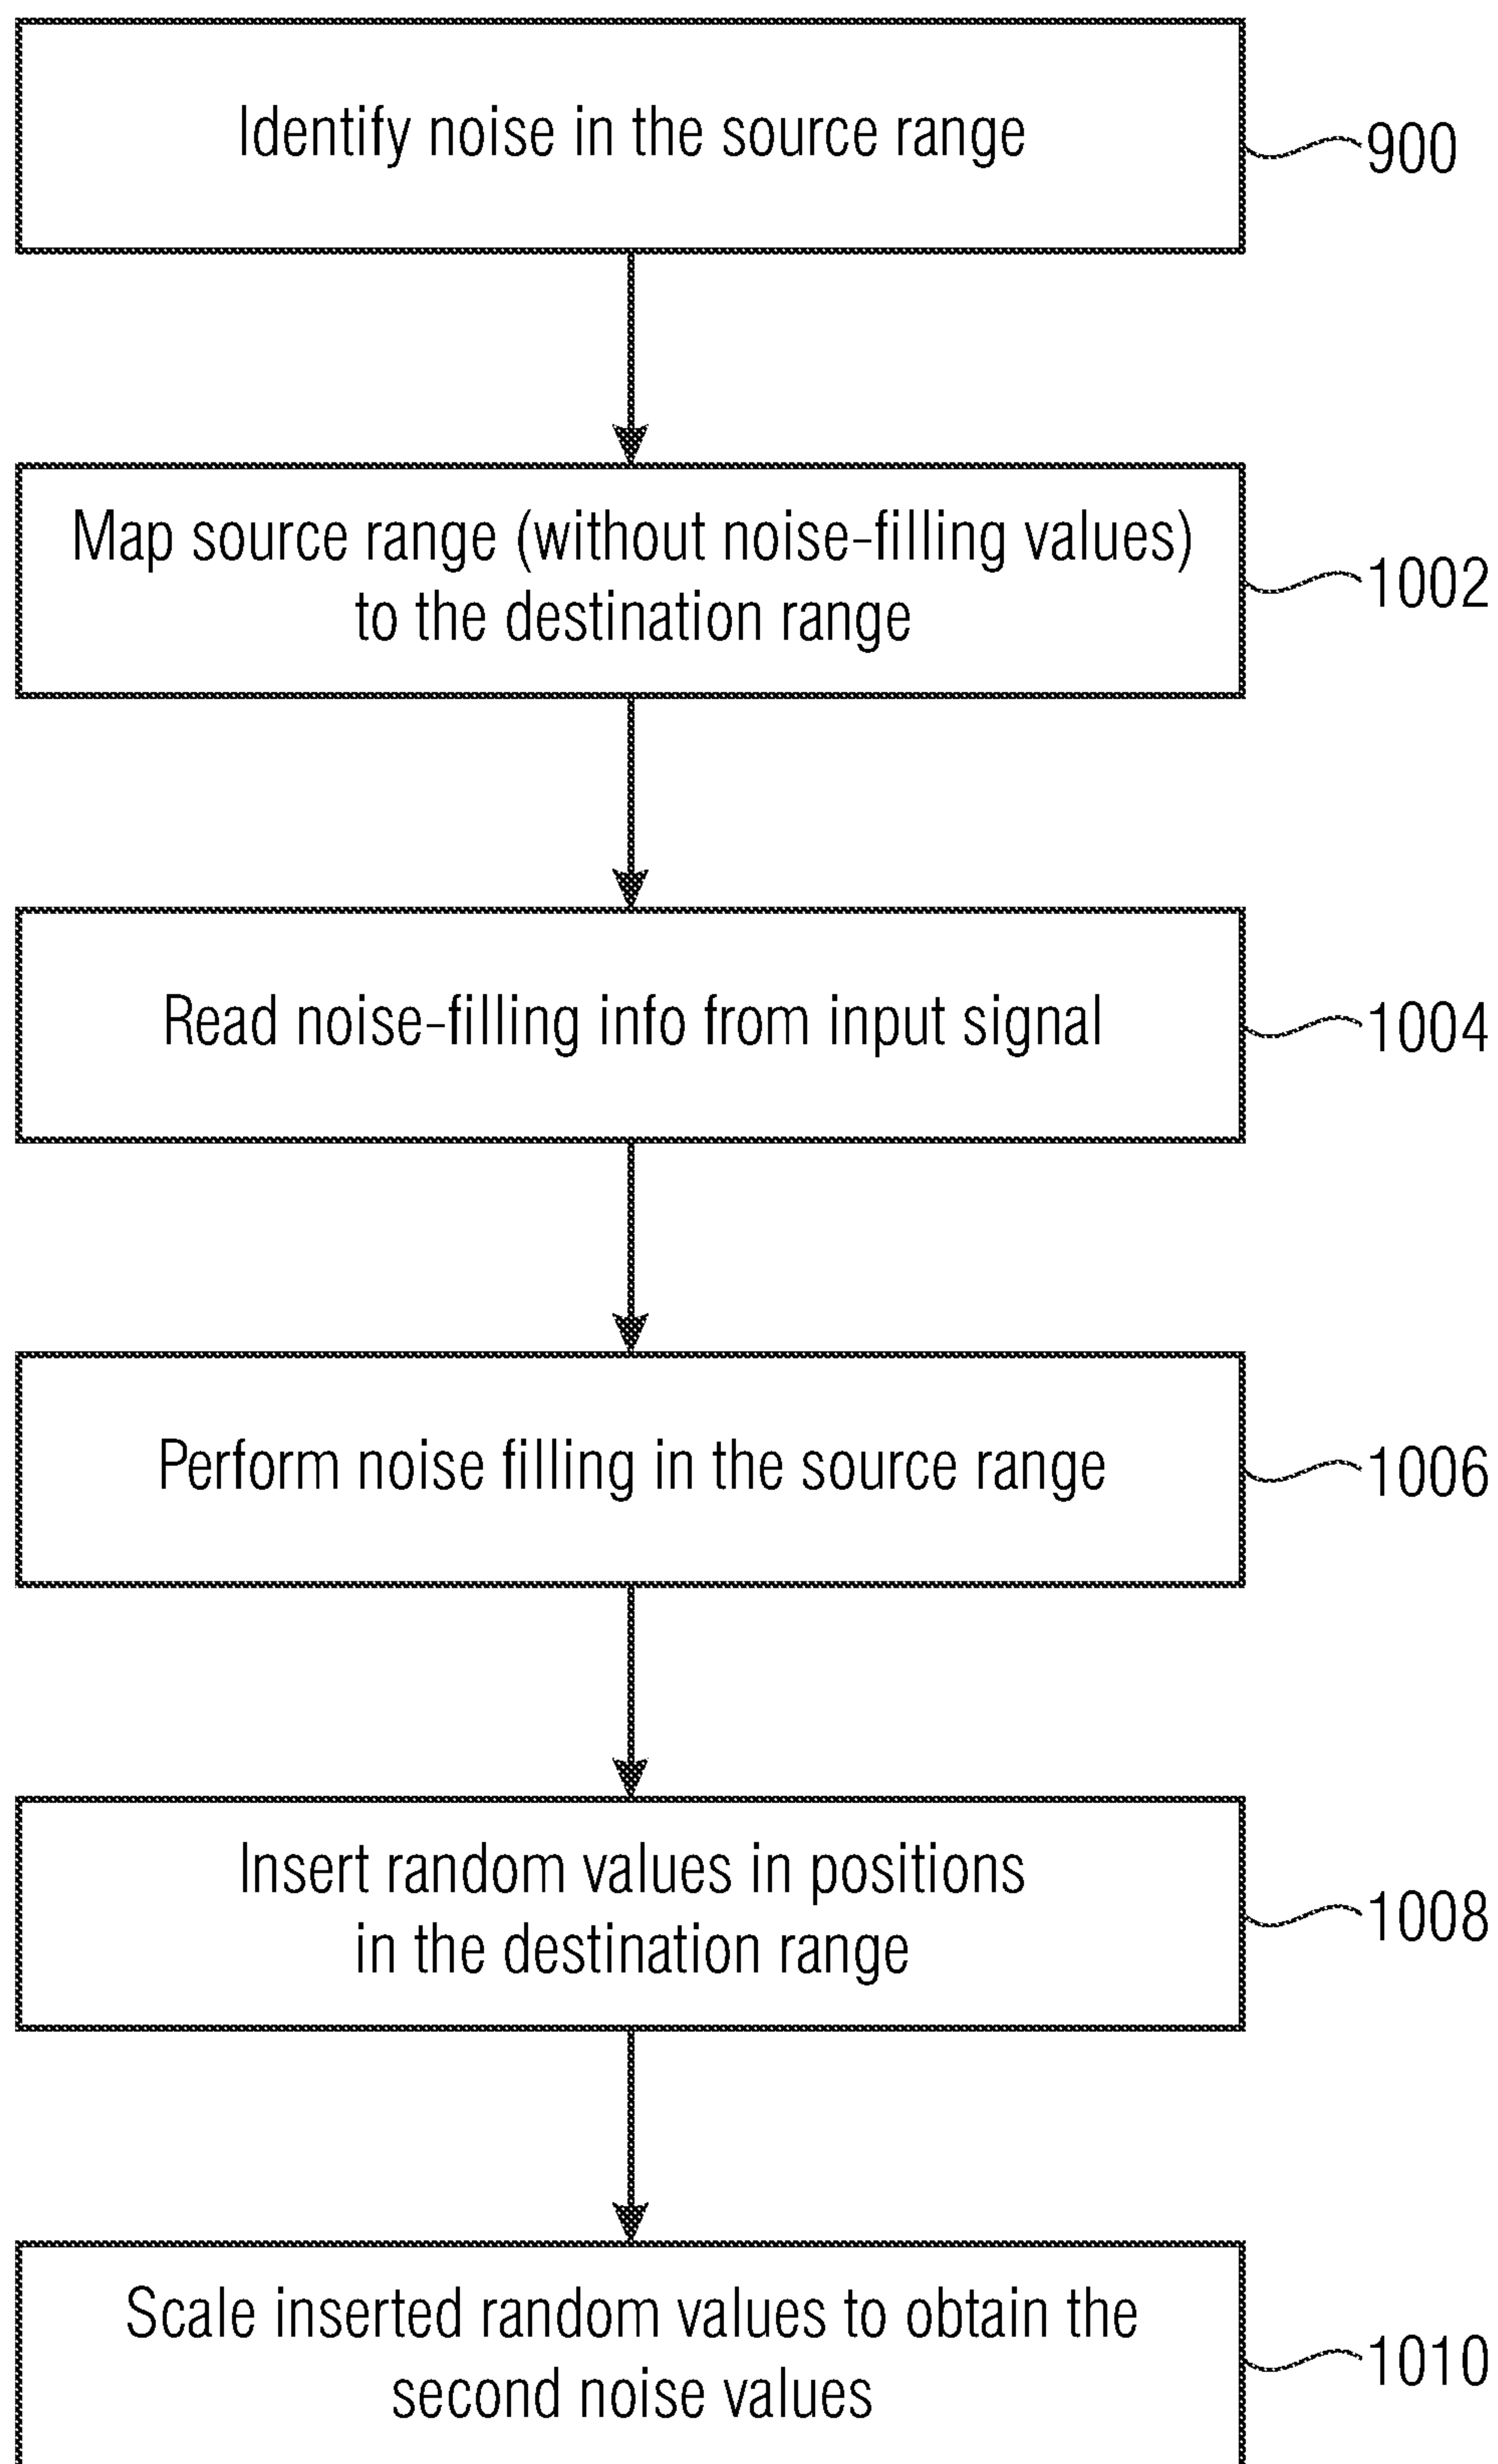 Identify noise in the source range
900
Map source range (without noise-filling values)
to the destination range
1002
Read noise-filling info from input signal
1004
Perform noise filling in the source range
1006
Insert random values in positions
in the destination range
1008
Scale inserted random values to obtain the
second noise values
1010